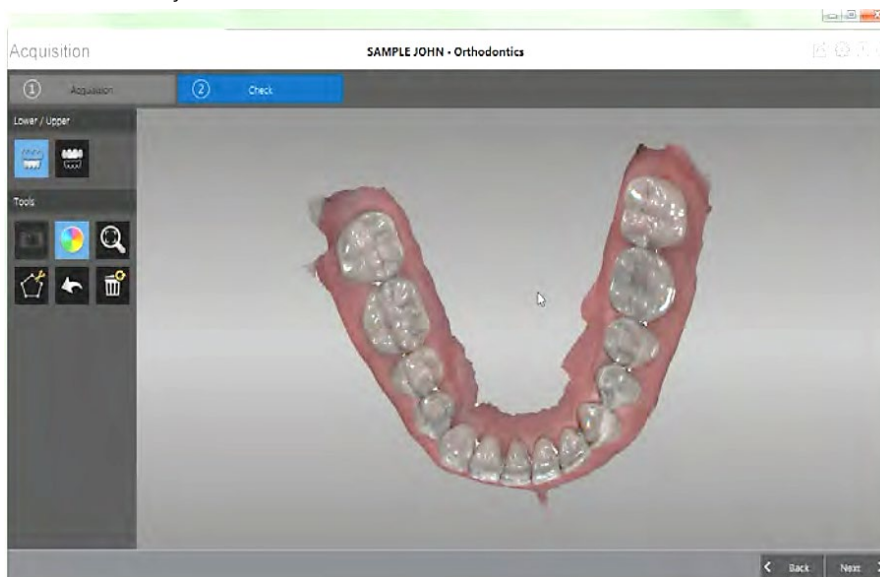 Acquisition
SAMPLE JOHN - Orthodontics
1 Acquisition
2 Check
Lower / Upper
Tools
Back
Next